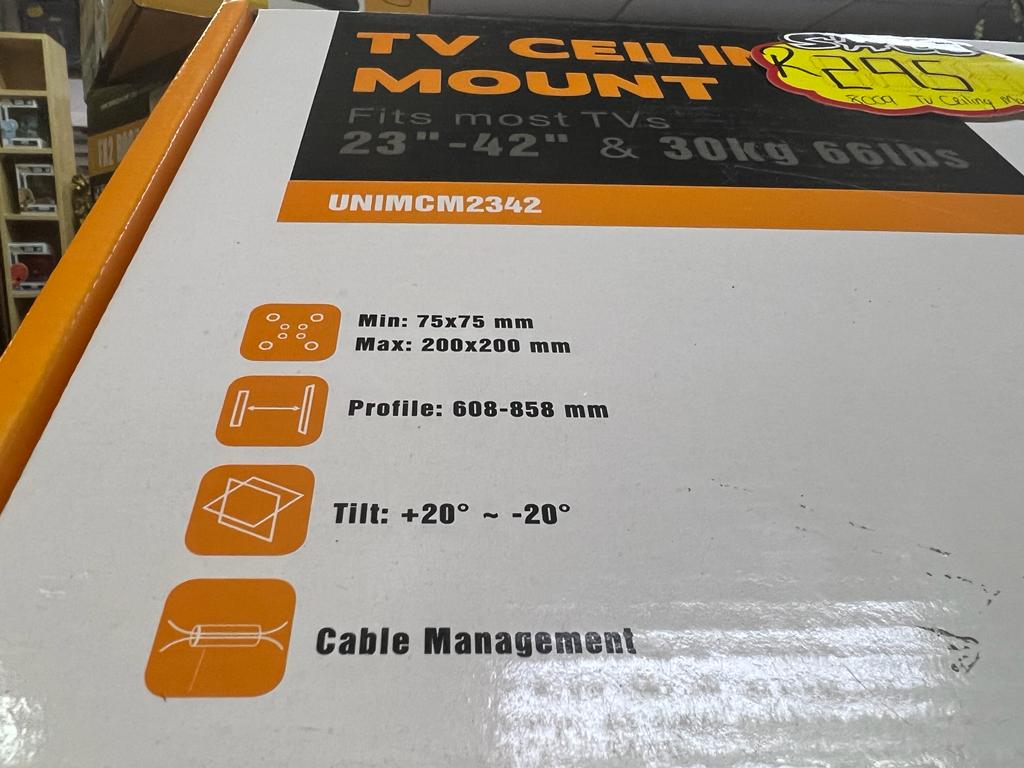 TV CEILIN
MOUNT
R295
TV Ceiling
Fits most TVs
23"-42" & 30kg 66lbs
UNIMCM2342
Min: 75x75 mm
Max: 200x200 mm
Profile: 608-858 mm
Tilt: +20° ~ -20°
Cable Management